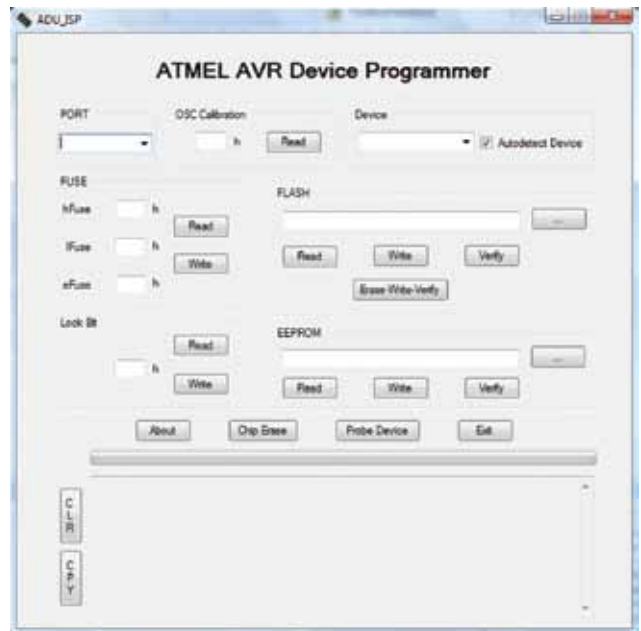 ADU_ISP
ATMEL AVR Device Programmer
PORT
OSC Calibration
Device
h
Read
Autodetect Device
FUSE
FLASH
hFuse
h
Read
...
lFuse
h
Write
Read
Write
Verify
eFuse
h
Erase-Write-Verify
Lock Bit
Read
EEPROM
h
...
Write
Read
Write
Verify
About
Chip Erase
Probe Device
Exit
CLR
CPY